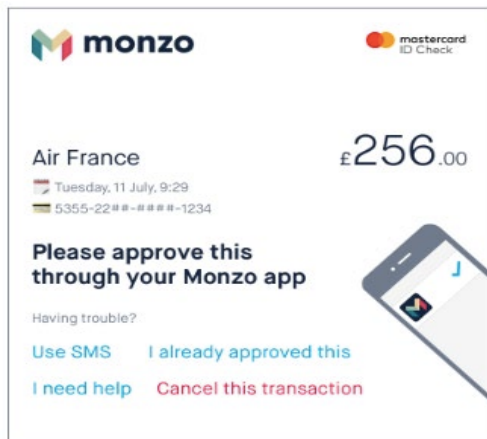 monzo
mastercard
ID Check
Air France
£256.00
Tuesday, 11 July, 9:29
5355-22##-####-1234
Please approve this
through your Monzo app
Having trouble?
Use SMS I already approved this
I need help Cancel this transaction